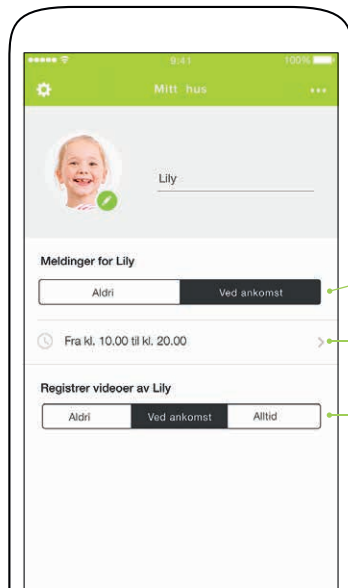 9:41 100%
Mitt hus
Lily
Meldinger for Lily
Aldri Ved ankomst
Fra kl. 10.00 til kl. 20.00
Registrer videoer av Lily
Aldri Ved ankomst Alltid